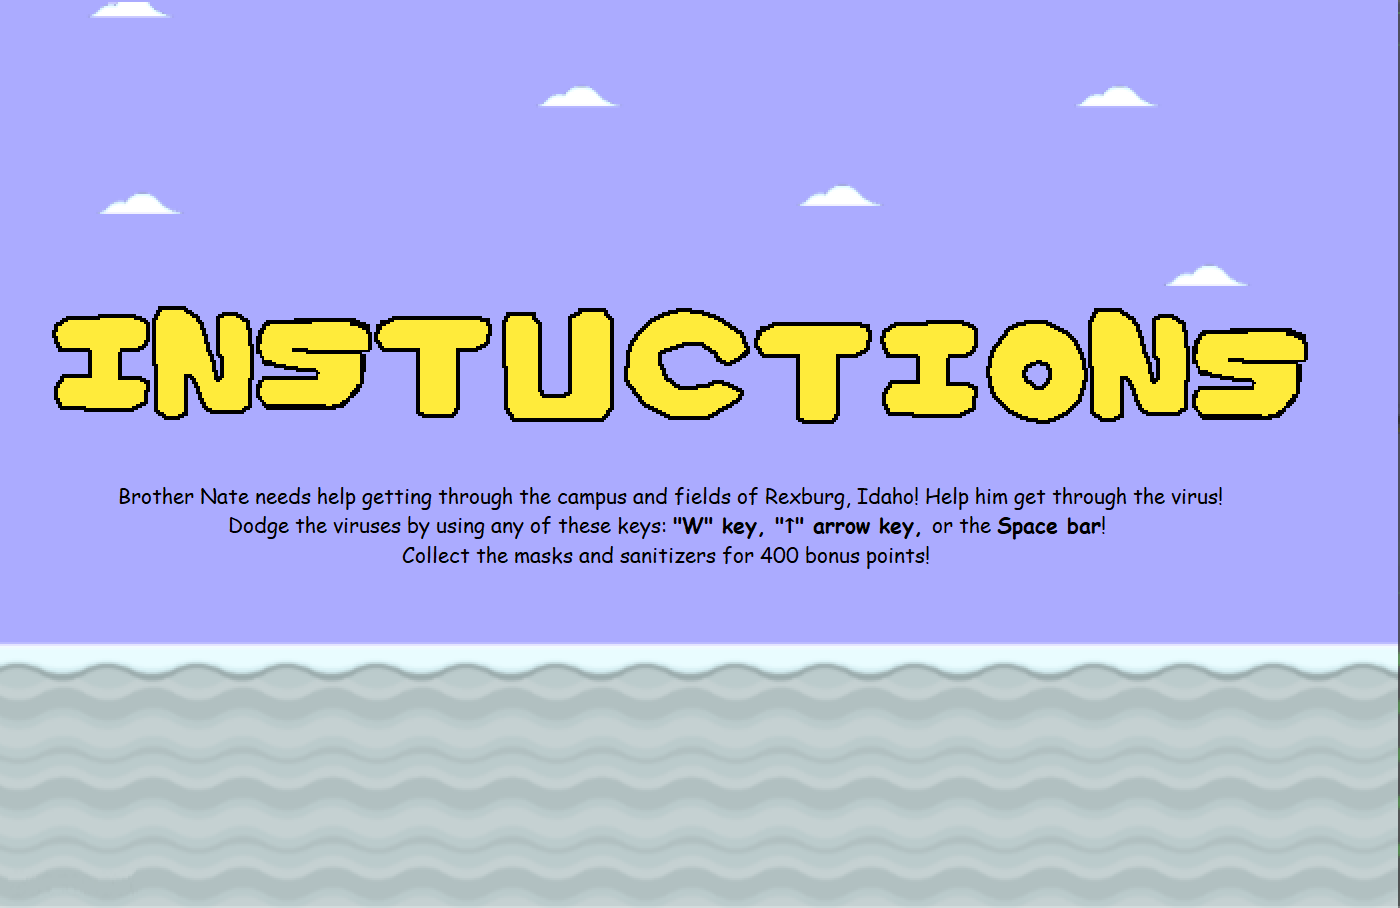 INSTUCTIONS
Brother Nate needs help getting through the campus and fields of Rexburg, Idaho! Help him get through the virus!
Dodge the viruses by using any of these keys: "W" key, "↑" arrow key, or the Space bar!
Collect the masks and sanitizers for 400 bonus points!